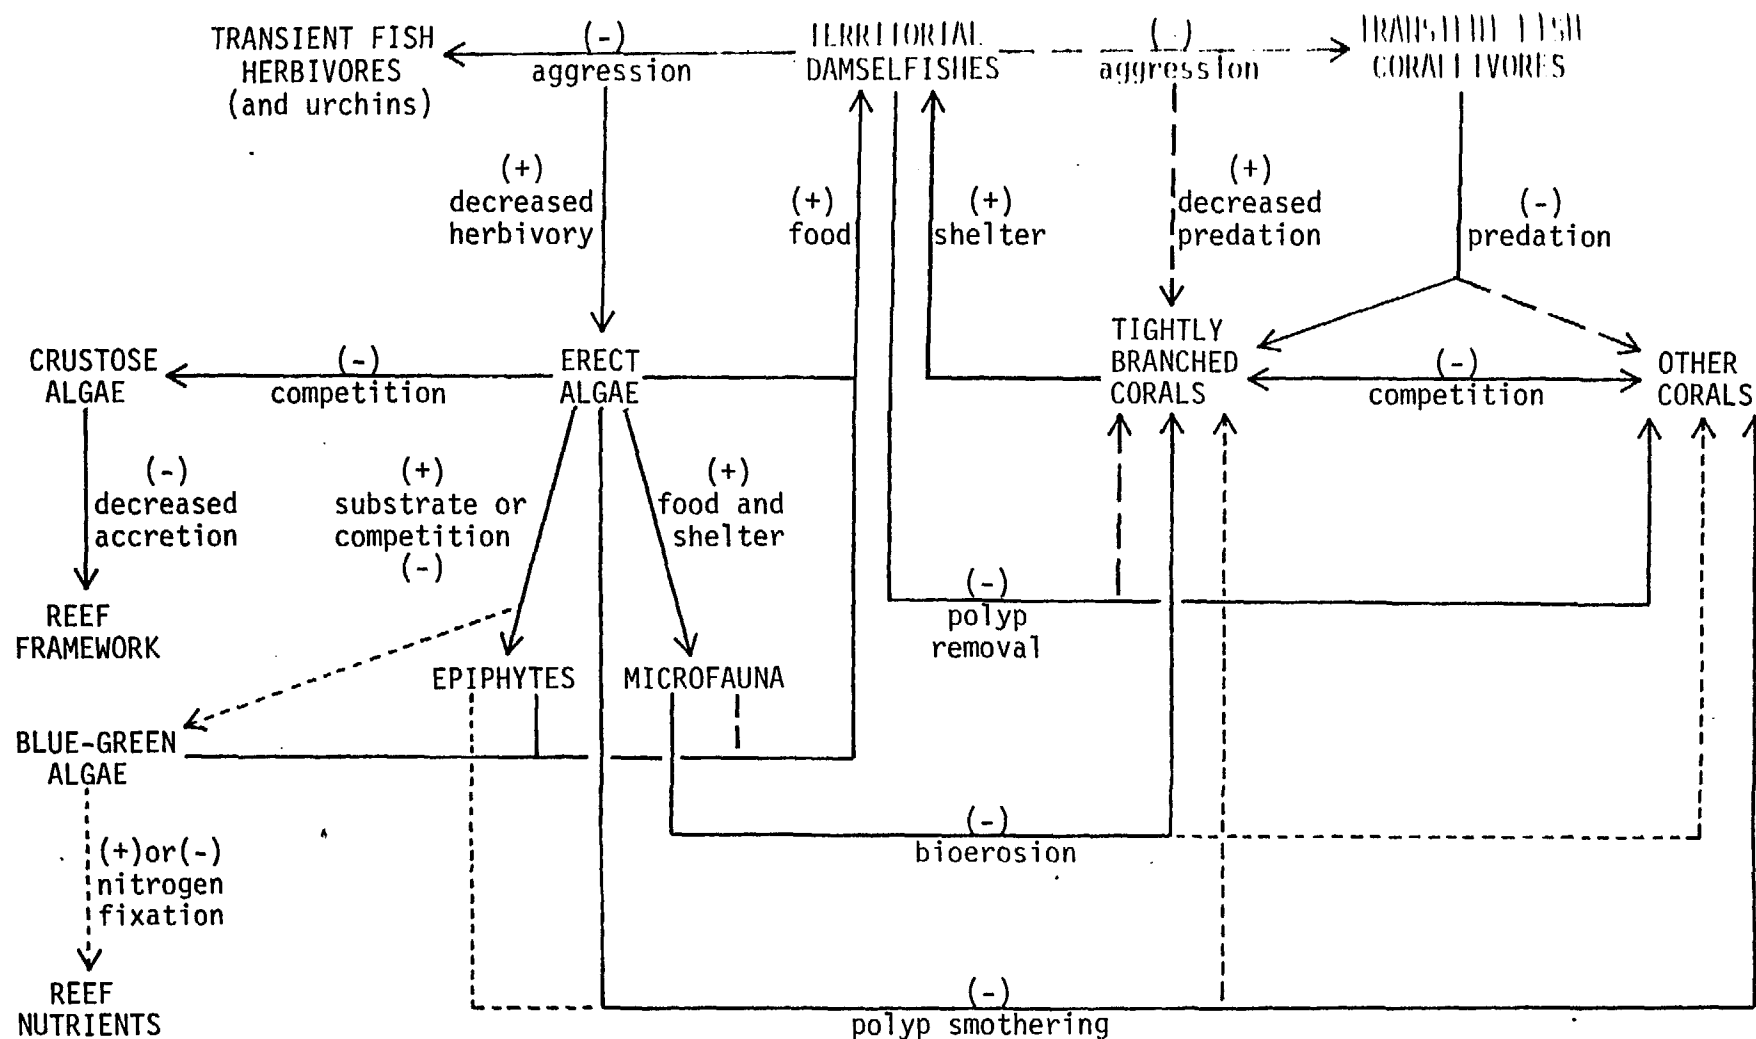 TRANSIENT FISH
HERBIVORES
(and urchins)
(-)
aggression
TERRITORIAL
DAMSELFISHES
(-)
aggression
TRANSIENT FISH
CORALLIVORES
(+)
decreased
herbivory
(+)
food
(+)
shelter
(+)
decreased
predation
(-)
predation
CRUSTOSE
ALGAE
(-)
competition
ERECT
ALGAE
TIGHTLY
BRANCHED
CORALS
(-)
competition
OTHER
CORALS
(-)
decreased
accretion
(+)
substrate or
competition
(-)
(+)
food and
shelter
REEF
FRAMEWORK
(-)
polyp
removal
EPIPHYTES
MICROFAUNA
BLUE-GREEN
ALGAE
(-)
bioerosion
(+)or(-)
nitrogen
fixation
REEF
NUTRIENTS
(-)
polyp smothering